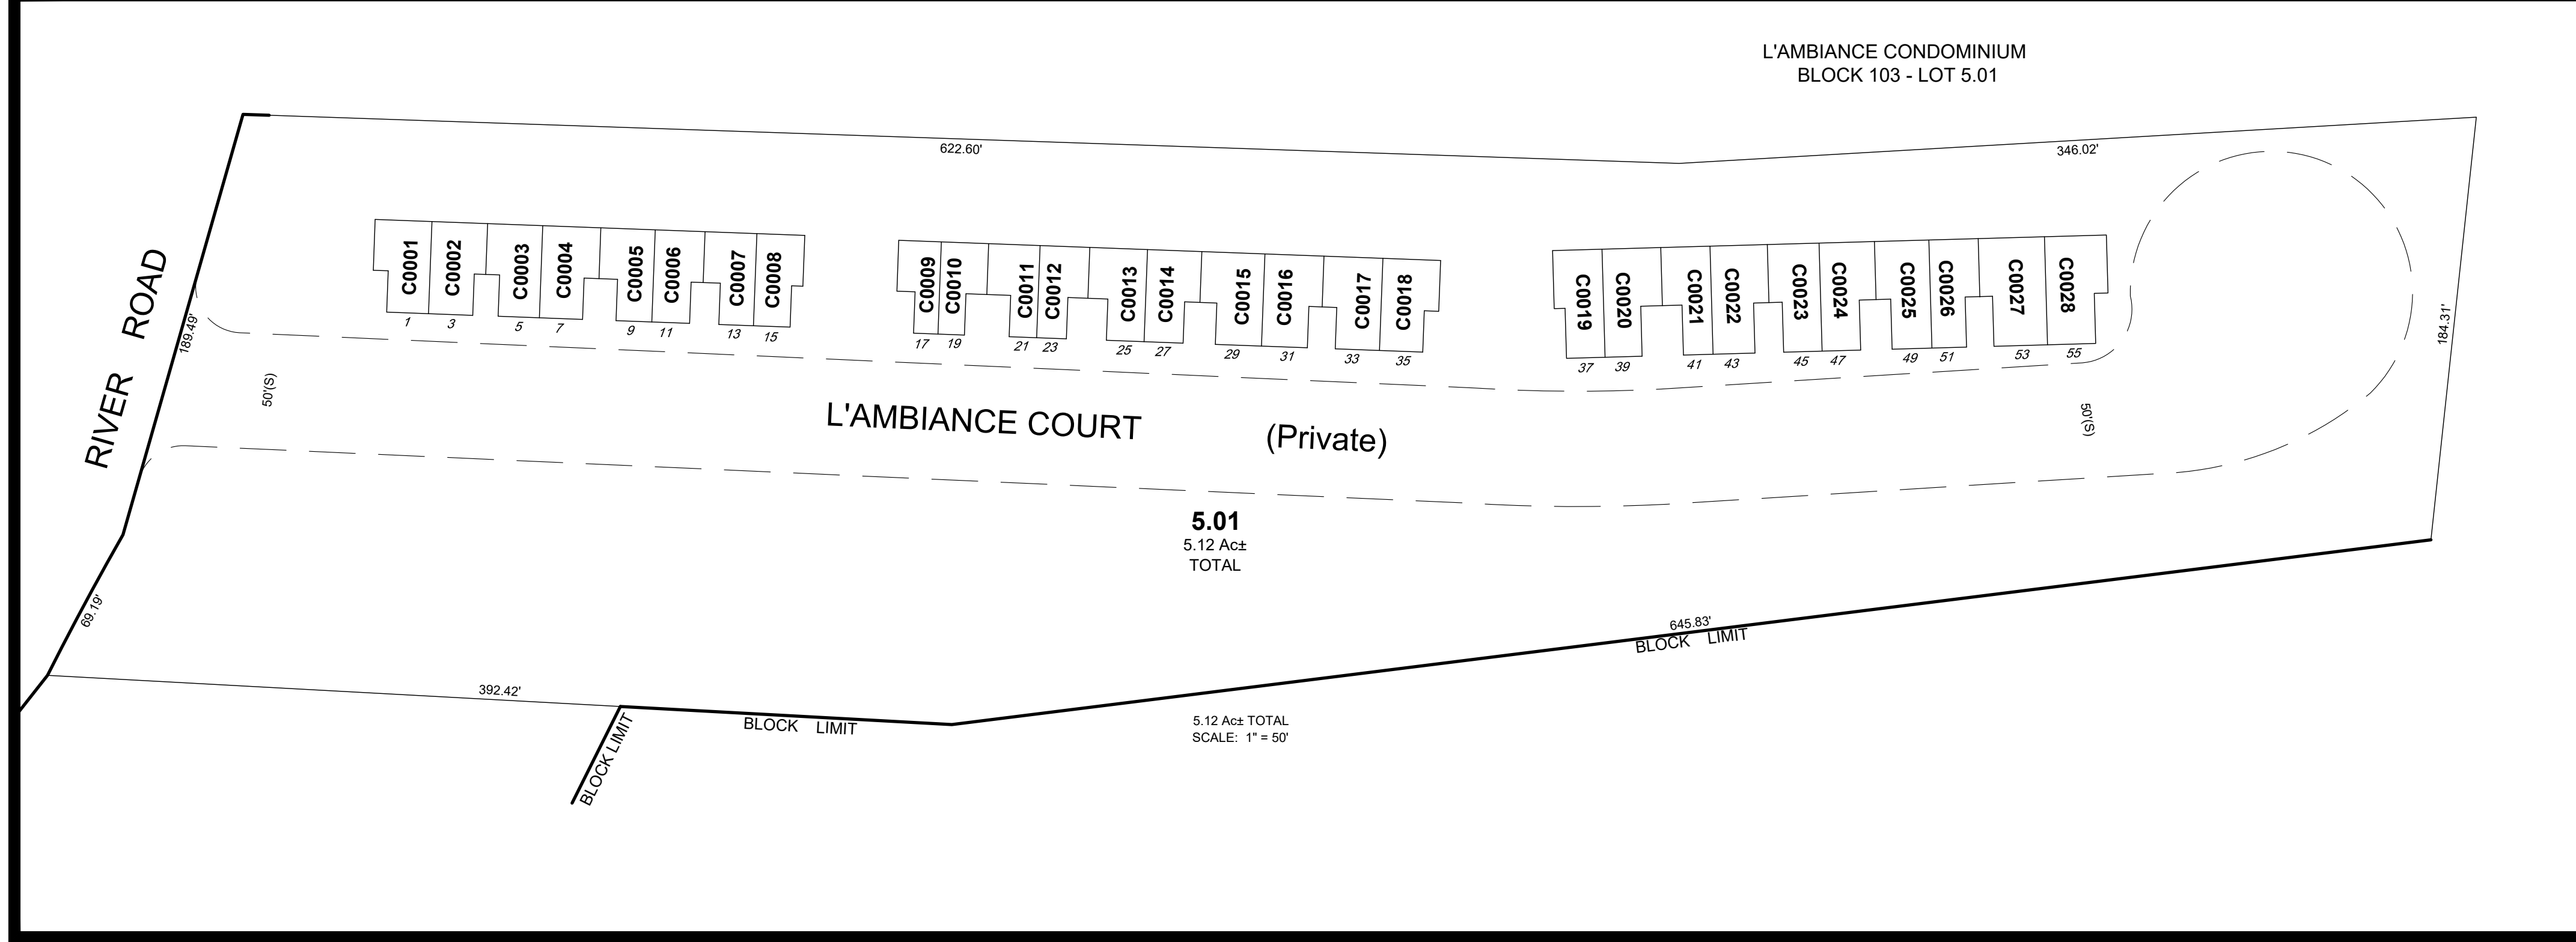 L'AMBIANCE CONDOMINIUM
BLOCK 103 - LOT 5.01
622.60'
346.02'
RIVER ROAD
189.49'
C0001 C0002 C0003 C0004 C0005 C0006 C0007 C0008
1 3 5 7 9 11 13 15
C0009 C0010 C0011 C0012 C0013 C0014 C0015 C0016 C0017 C0018
17 19 21 23 25 27 29 31 33 35
C0019 C0020 C0021 C0022 C0023 C0024 C0025 C0026 C0027 C0028
37 39 41 43 45 47 49 51 53 55
184.31'
50'(S)
L'AMBIANCE COURT (Private)
50'(S)
5.01
5.12 Ac±
TOTAL
69.19'
645.83'
BLOCK LIMIT
392.42'
BLOCK LIMIT
BLOCK LIMIT
5.12 Ac± TOTAL
SCALE: 1" = 50'